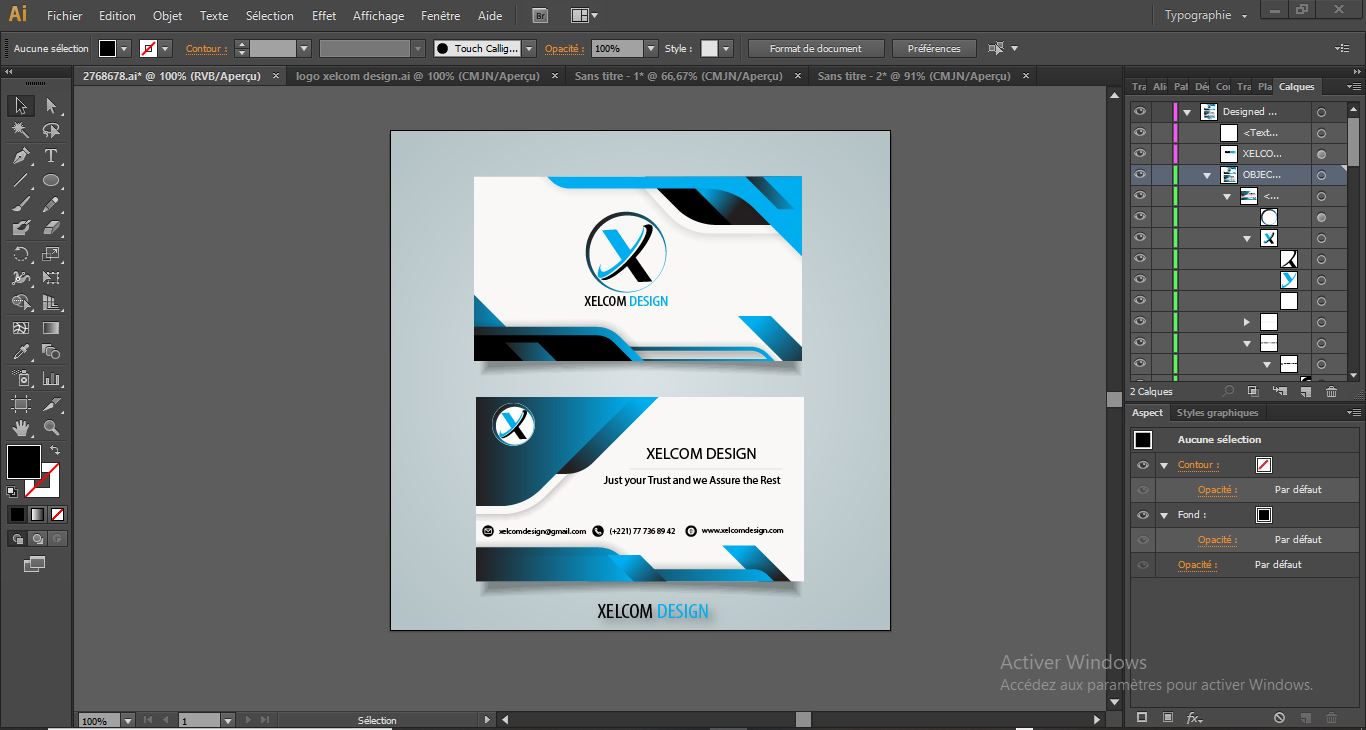 Ai Fichier Edition Objet Texte Sélection Effet Affichage Fenêtre Aide Br Typographie
Aucune sélection Contour : Touch Callig... Opacité : 100% Style : Format de document Préférences
2768678.ai* @ 100% (RVB/Aperçu) × logo xelcom design.ai @ 100% (CMJN/Aperçu) × Sans titre - 1* @ 66,67% (CMJN/Aperçu) × Sans titre - 2* @ 91% (CMJN/Aperçu) ×
Tra Ali Pat Dé Co Tra Pla Calques
Designed ...
<Text...
XELCO...
OBJEC...
<...
2 Calques
Aspect Styles graphiques
Aucune sélection
Contour :
Opacité : Par défaut
Fond :
Opacité : Par défaut
Opacité : Par défaut
fx
XELCOM DESIGN
XELCOM DESIGN
Just your Trust and we Assure the Rest
xelcomdesign@gmail.com (+221) 77 736 89 42 www.xelcomdesign.com
XELCOM DESIGN
Activer Windows
Accédez aux paramètres pour activer Windows.
100% 1 Sélection